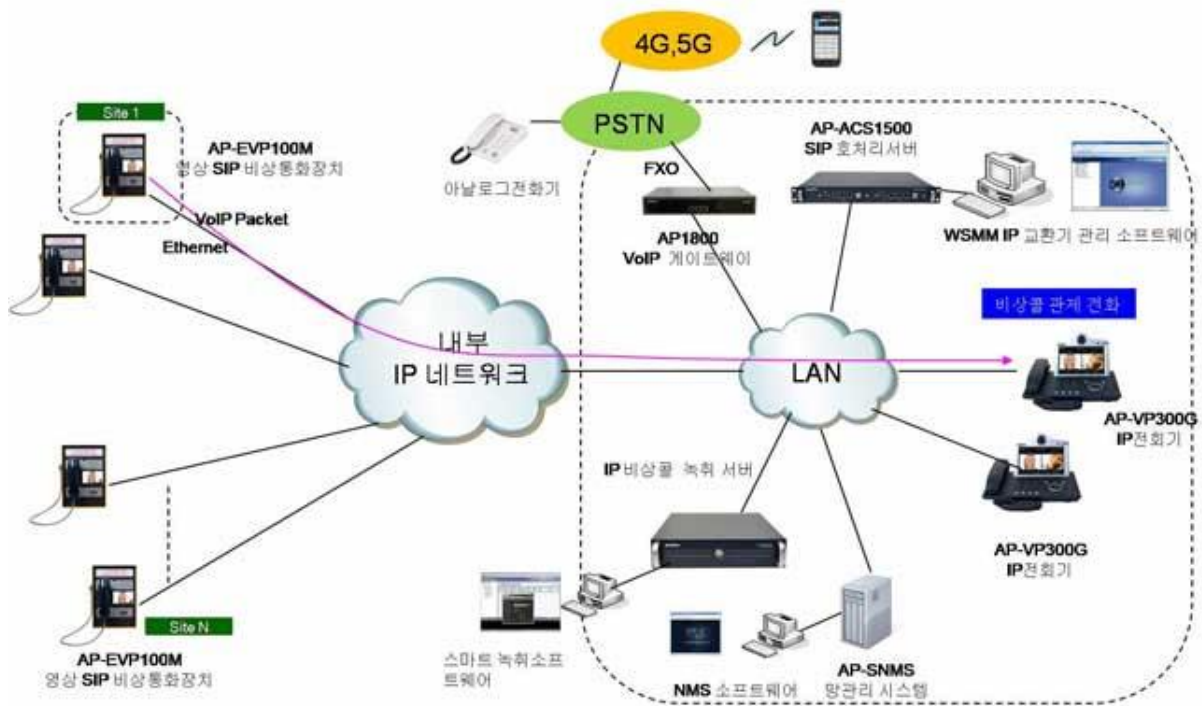 4G,5G
PSTN
Site 1
AP-EVP100M
영상 SIP 비상통화장치
아날로그전화기
FXO
AP1800
VoIP 게이트웨이
AP-ACS1500
SIP 호처리서버
WSMM IP 교환기 관리 소프트웨어
VoIP Packet
Ethernet
내부
IP 네트워크
LAN
비상콜 관제 전화
AP-VP300G
IP전화기
AP-VP300G
IP전화기
IP 비상콜 녹취 서버
Site N
AP-EVP100M
영상 SIP 비상통화장치
스마트 녹취소프
트웨어
NMS 소프트웨어
AP-SNMS
망관리 시스템